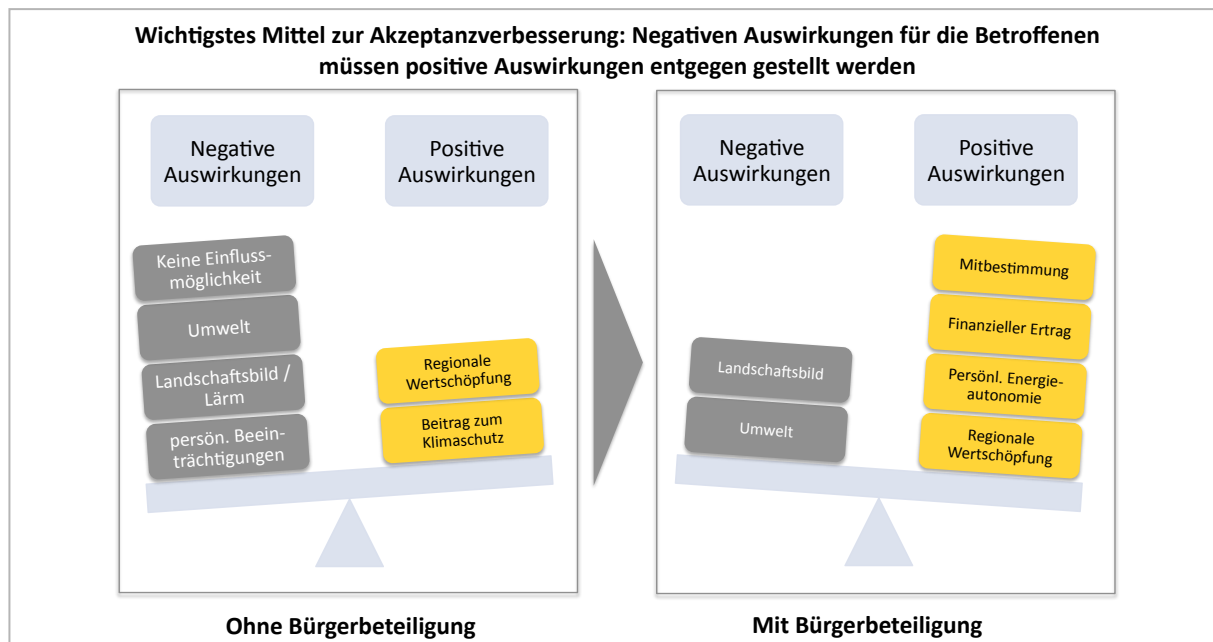 Wichtigstes Mittel zur Akzeptanzverbesserung: Negativen Auswirkungen für die Betroffenen
müssen positive Auswirkungen entgegen gestellt werden
Negative
Auswirkungen
Positive
Auswirkungen
Keine Einfluss-
möglichkeit
Umwelt
Landschaftsbild /
Lärm
persön. Beein-
trächtigungen
Regionale
Wertschöpfung
Beitrag zum
Klimaschutz
Ohne Bürgerbeteiligung
Negative
Auswirkungen
Positive
Auswirkungen
Landschaftsbild
Umwelt
Mitbestimmung
Finanzieller Ertrag
Persönl. Energie-
autonomie
Regionale
Wertschöpfung
Mit Bürgerbeteiligung